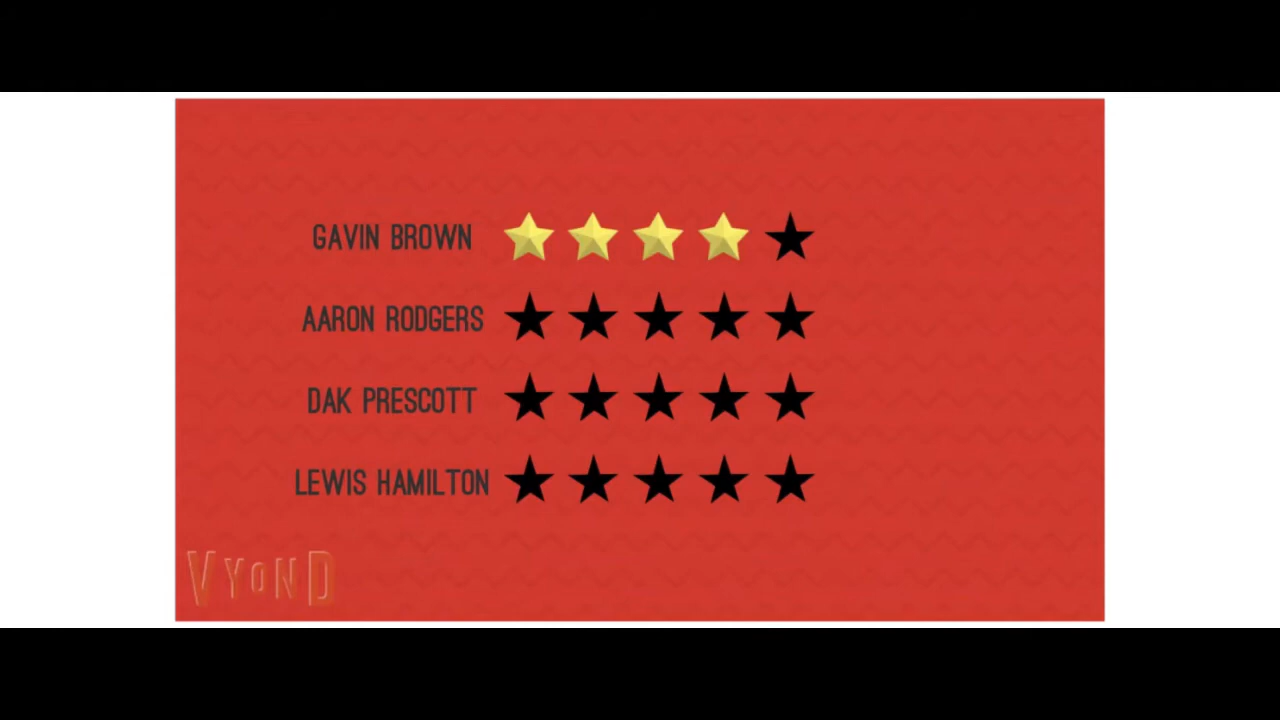 GAVIN BROWN
AARON RODGERS
DAK PRESCOTT
LEWIS HAMILTON
VYOND